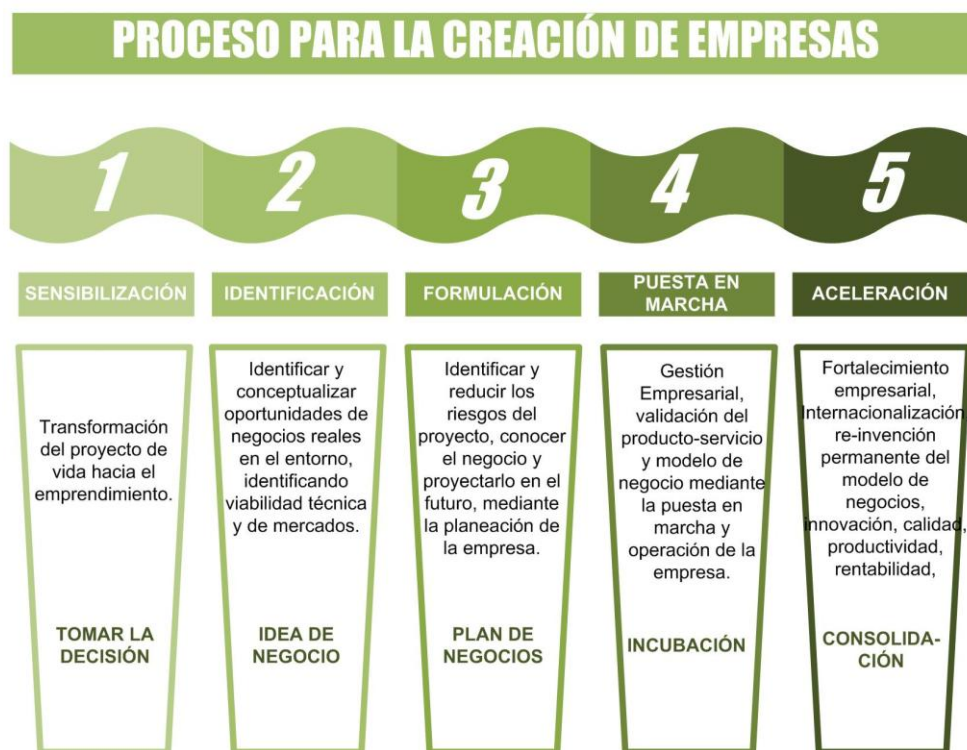 PROCESO PARA LA CREACIÓN DE EMPRESAS
1
2
3
4
5
SENSIBILIZACIÓN
IDENTIFICACIÓN
FORMULACIÓN
PUESTA EN
MARCHA
ACELERACIÓN
Transformación
del proyecto de
vida hacia el
emprendimiento.
TOMAR LA
DECISIÓN
Identificar y
conceptualizar
oportunidades de
negocios reales
en el entorno,
identificando
viabilidad técnica
y de mercados.
IDEA DE
NEGOCIO
Identificar y
reducir los
riesgos del
proyecto, conocer
el negocio y
proyectarlo en el
futuro, mediante
la planeación de
la empresa.
PLAN DE
NEGOCIOS
Gestión
Empresarial,
validación del
producto-servicio
y modelo de
negocio mediante
la puesta en
marcha y
operación de la
empresa.
INCUBACIÓN
Fortalecimiento
empresarial,
Internacionalización
re-invención
permanente del
modelo de
negocios,
innovación, calidad,
productividad,
rentabilidad,
CONSOLIDA-
CIÓN